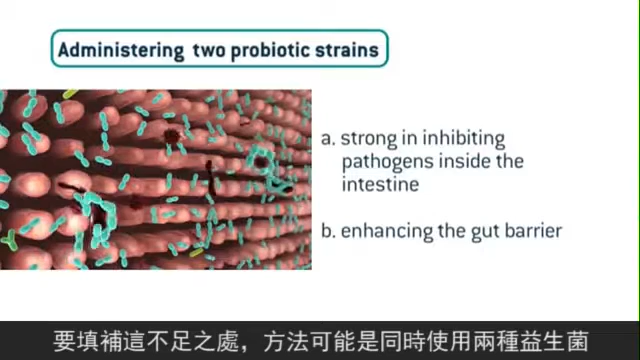 Administering two probiotic strains
a. strong in inhibiting
pathogens inside the
intestine
b. enhancing the gut barrier
要填補這不足之處，方法可能是同時使用兩種益生菌